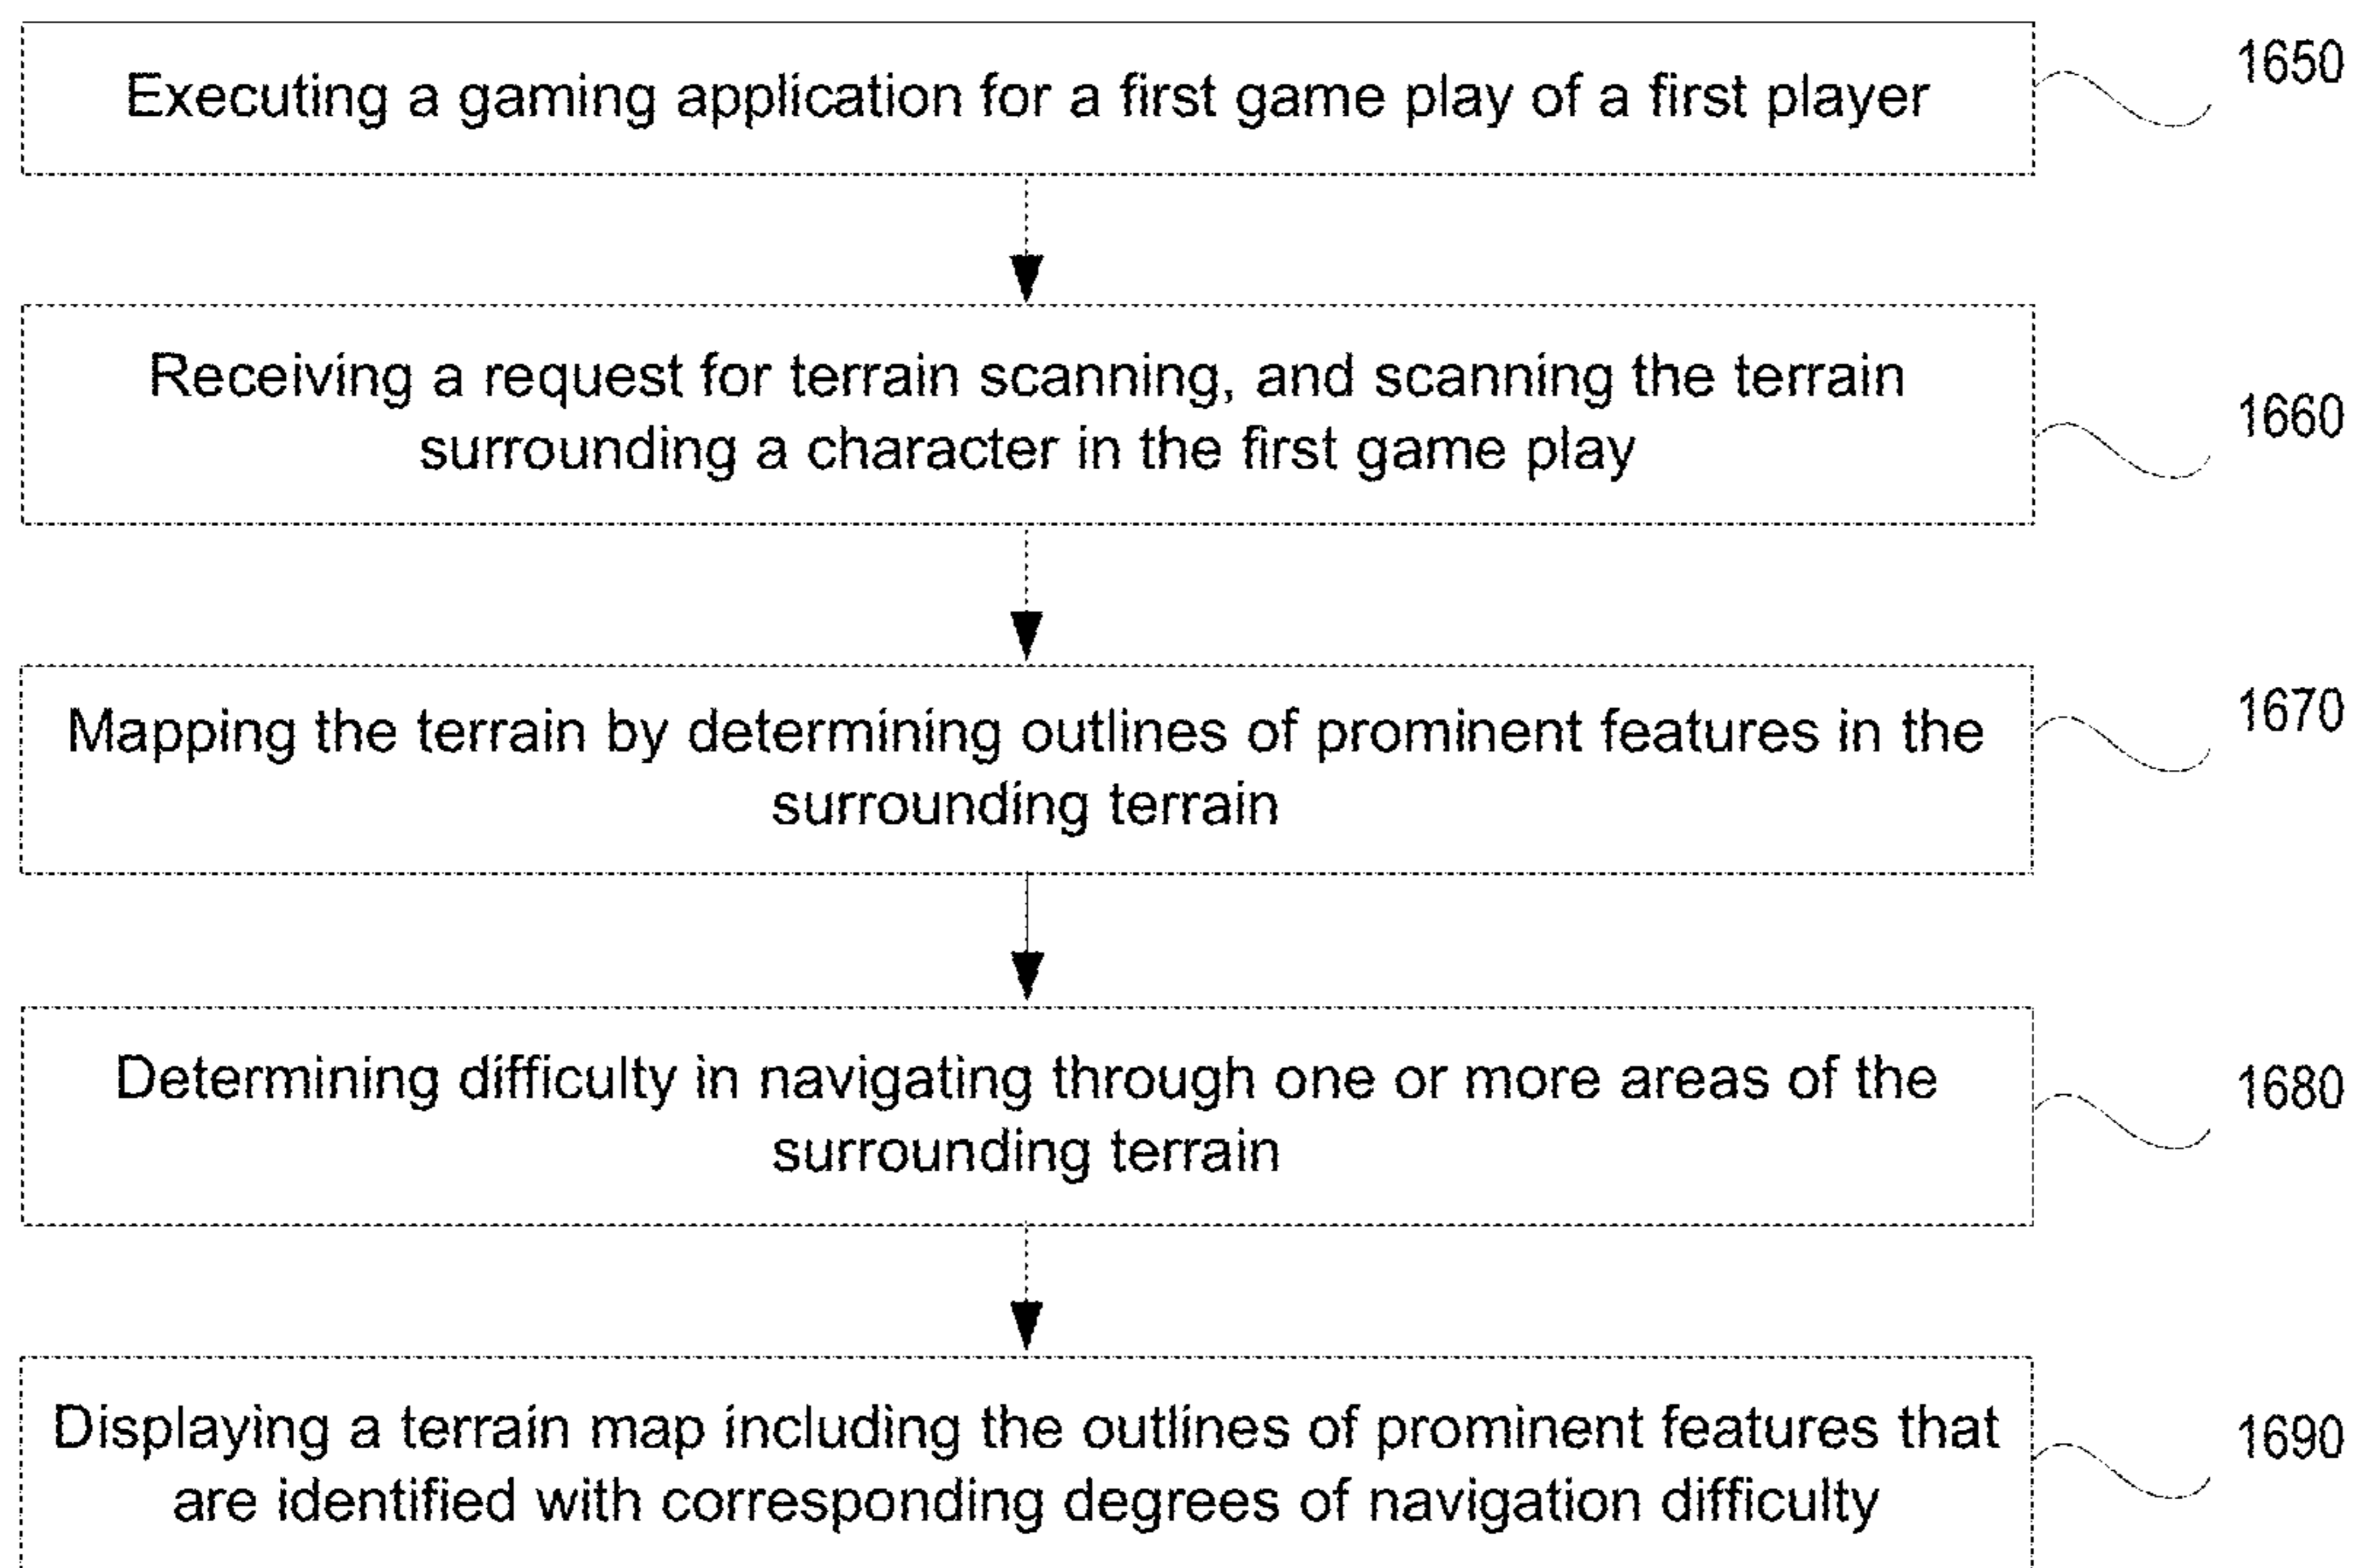 Executing a gaming application for a first game play of a first player
1650
Receiving a request for terrain scanning, and scanning the terrain
surrounding a character in the first game play
1660
Mapping the terrain by determining outlines of prominent features in the
surrounding terrain
1670
Determining difficulty in navigating through one or more areas of the
surrounding terrain
1680
Displaying a terrain map including the outlines of prominent features that
are identified with corresponding degrees of navigation difficulty
1690